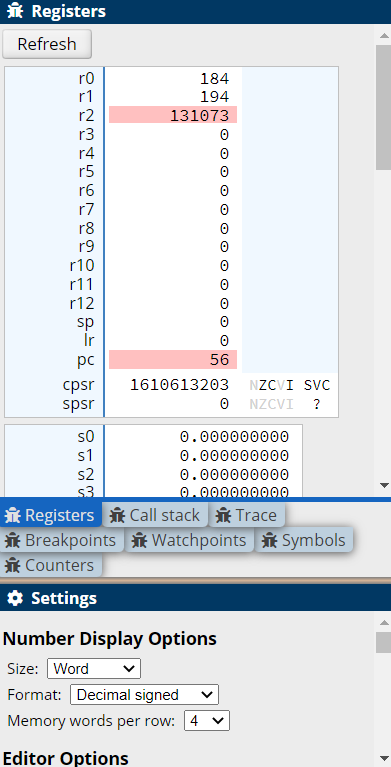 Registers
Refresh
r0 184
r1 194
r2 131073
r3 0
r4 0
r5 0
r6 0
r7 0
r8 0
r9 0
r10 0
r11 0
r12 0
sp 0
lr 0
pc 56
cpsr 1610613203 NZCVI SVC
spsr 0 NZCVI ?
s0 0.000000000
s1 0.000000000
s2 0.000000000
s3 0.000000000
Registers Call stack Trace
Breakpoints Watchpoints Symbols
Counters
Settings
Number Display Options
Size: Word
Format: Decimal signed
Memory words per row: 4
Editor Options